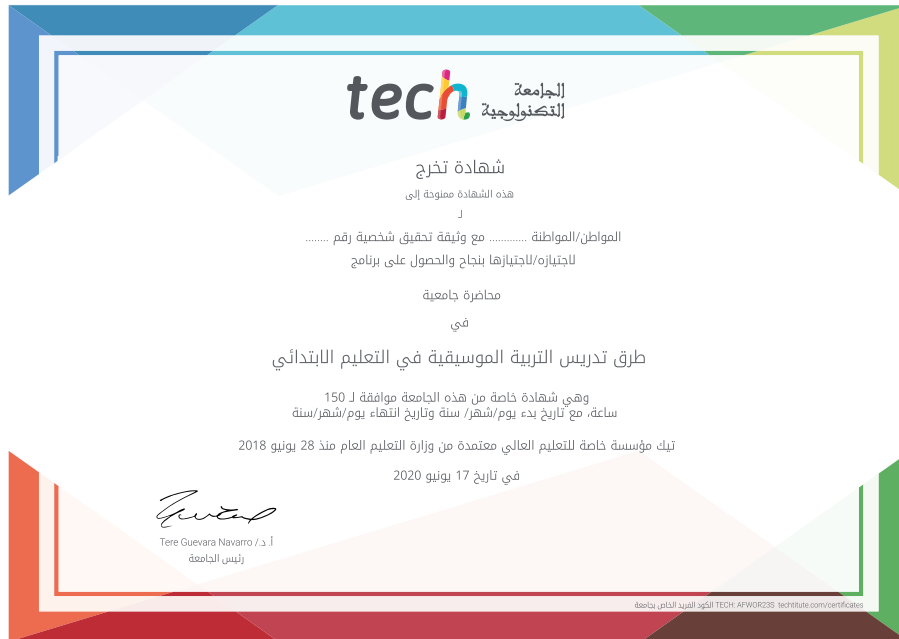 tech الجامعة
التكنولوجية
شهادة تخرج
هذه الشهادة ممنوحة إلى
لـ
المواطن/المواطنة ............ مع وثيقة تحقيق شخصية رقم ........
لاجتيازه/لاجتيازها بنجاح والحصول على برنامج
محاضرة جامعية
في
طرق تدريس التربية الموسيقية في التعليم الابتدائي
وهي شهادة خاصة من هذه الجامعة موافقة لـ 150
ساعة، مع تاريخ بدء يوم/شهر/ سنة وتاريخ انتهاء يوم/شهر/سنة
تيك مؤسسة خاصة للتعليم العالي معتمدة من وزارة التعليم العام منذ 28 يونيو 2018
في تاريخ 17 يونيو 2020
أ. د./ Tere Guevara Navarro
رئيس الجامعة
الكود الفريد الخاص بجامعة TECH: AFWOR23S techtitute.com/certificates